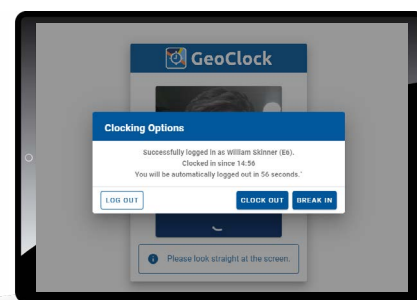 GeoClock
Clocking Options
Successfully logged in as William Skinner (E6).
Clocked in since 14:56
You will be automatically logged out in 56 seconds.`
LOG OUT
CLOCK OUT
BREAK IN
Please look straight at the screen.